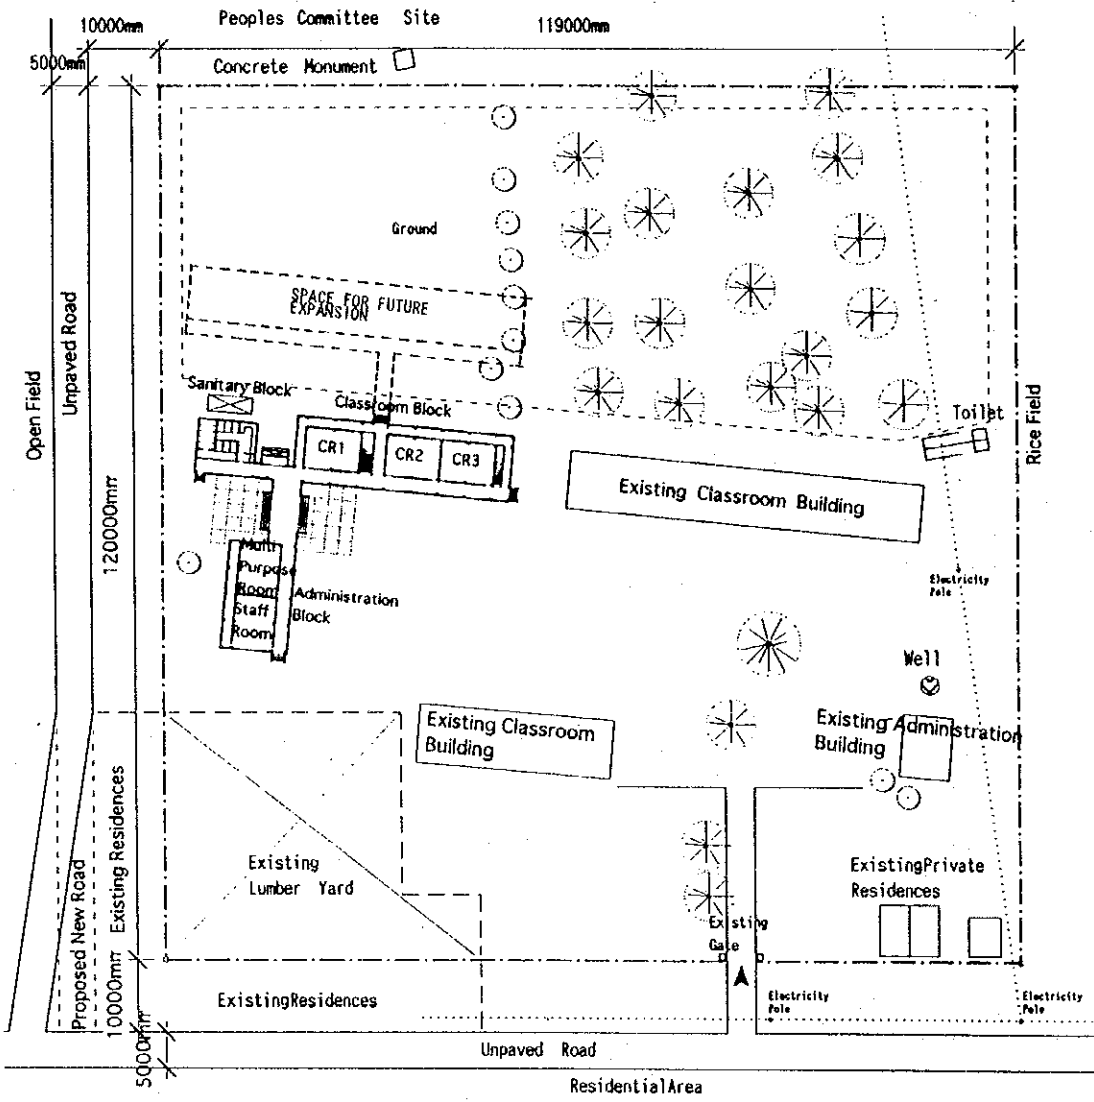 Peoples Committee Site
10000mm
119000mm
5000mm
Concrete Monument
Ground
SPACE FOR FUTURE
EXPANSION
Unpaved Road
Open Field
Rice Field
Sanitary Block
Classroom Block
Toilet
CR1
CR2
CR3
Existing Classroom Building
120000mm
Multi
Purpose
Room
Administration
Block
Staff
Room
Electricity
Pole
Well
Existing Classroom
Building
Existing Administration
Building
Existing Residences
Proposed New Road
Existing
Lumber Yard
ExistingPrivate
Residences
Existing
Gate
10000mm
ExistingResidences
Electricity
Pole
Electricity
Pole
5000mm
Unpaved Road
ResidentialArea